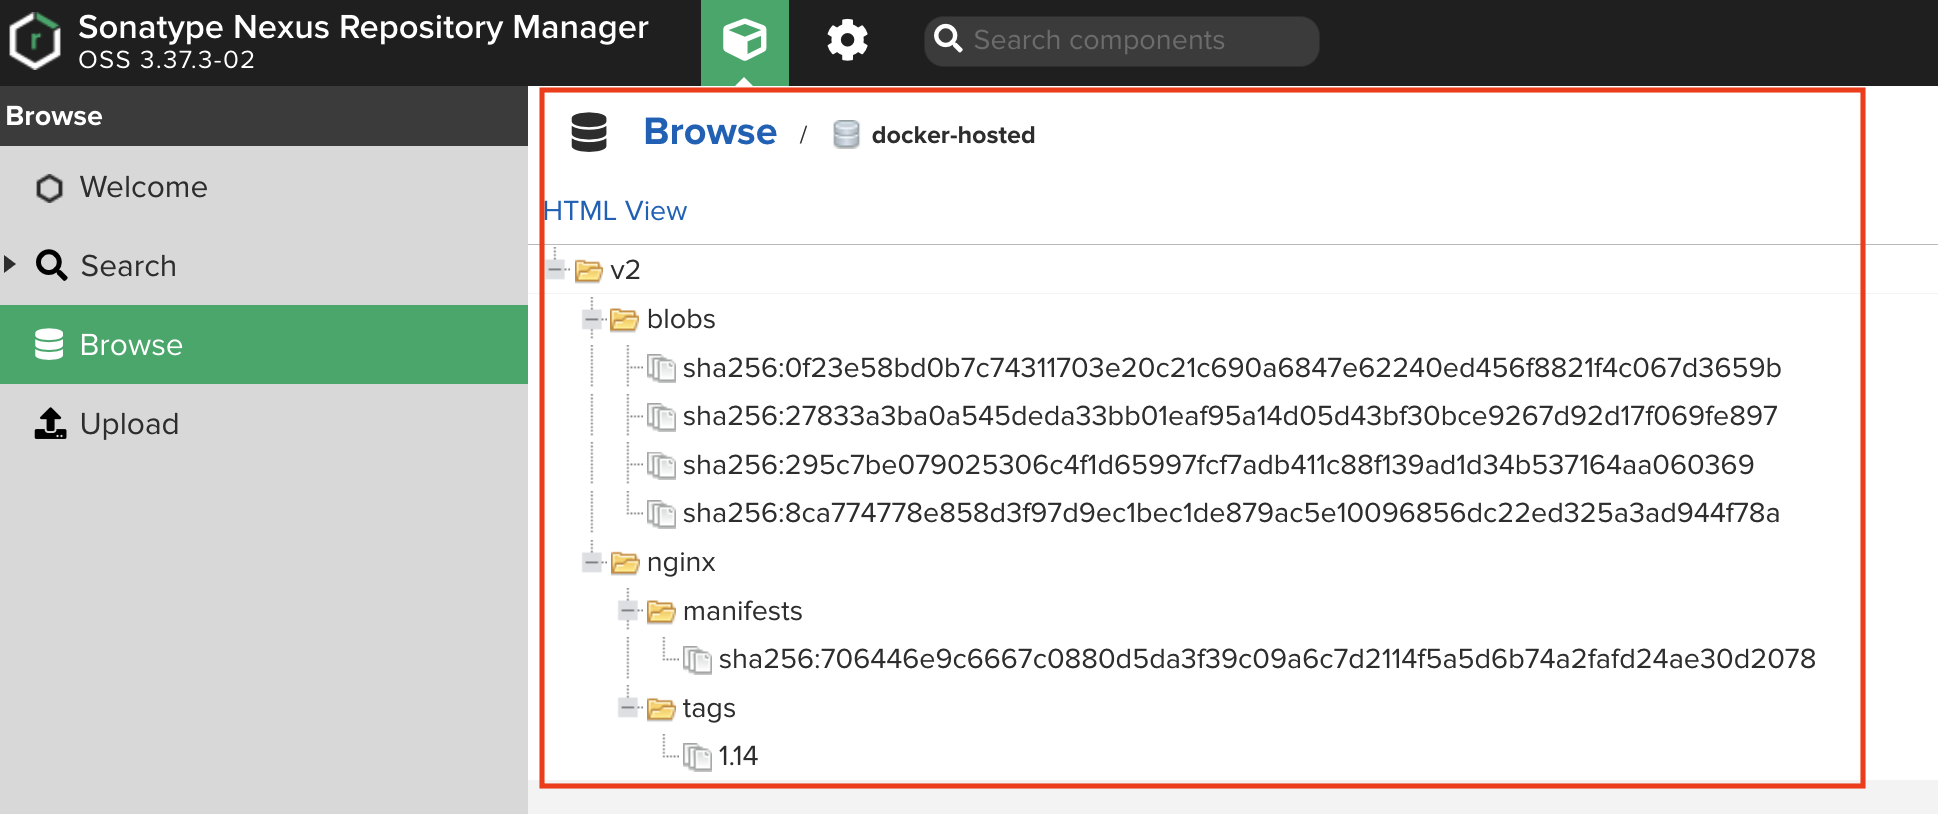 Sonatype Nexus Repository Manager
OSS 3.37.3-02
Search components
Browse
Welcome
Search
Browse
Upload
Browse / docker-hosted
HTML View
v2
blobs
sha256:0f23e58bd0b7c74311703e20c21c690a6847e62240ed456f8821f4c067d3659b
sha256:27833a3ba0a545deda33bb01eaf95a14d05d43bf30bce9267d92d17f069fe897
sha256:295c7be079025306c4f1d65997fcf7adb411c88f139ad1d34b537164aa060369
sha256:8ca774778e858d3f97d9ec1bec1de879ac5e10096856dc22ed325a3ad944f78a
nginx
manifests
sha256:706446e9c6667c0880d5da3f39c09a6c7d2114f5a5d6b74a2fafd24ae30d2078
tags
1.14